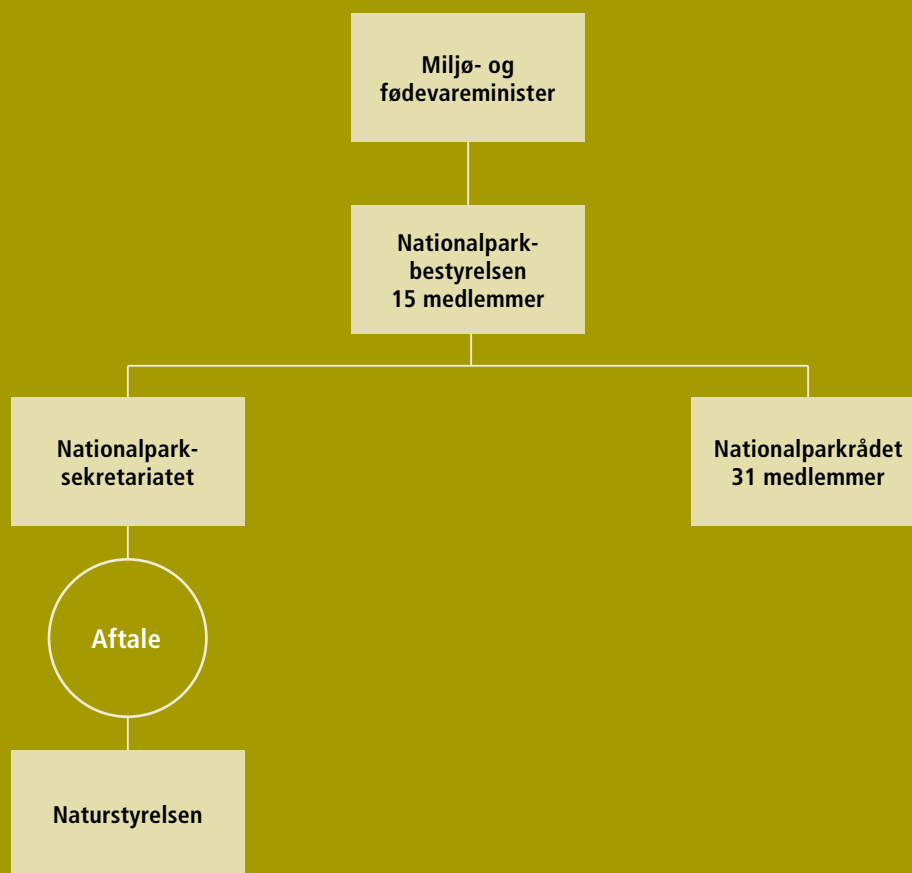 Miljø- og
fødevareminister
Nationalpark-
bestyrelsen
15 medlemmer
Nationalpark-
sekretariatet
Nationalparkrådet
31 medlemmer
Aftale
Naturstyrelsen